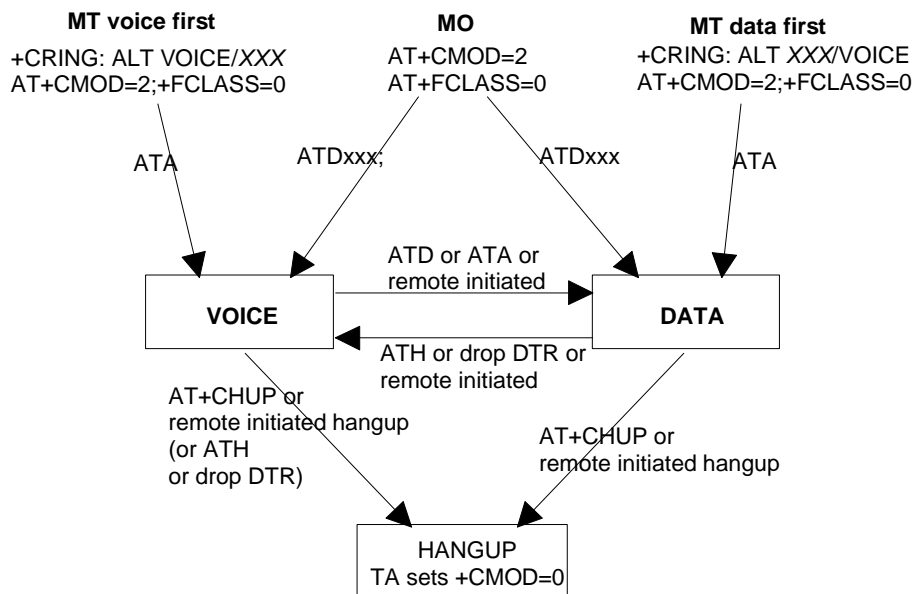 MT voice first
+CRING: ALT VOICE/XXX
AT+CMOD=2;+FCLASS=0
MO
AT+CMOD=2
AT+FCLASS=0
MT data first
+CRING: ALT XXX/VOICE
AT+CMOD=2;+FCLASS=0
ATA
ATDxxx;
ATDxxx
ATA
ATD or ATA or
remote initiated
VOICE
DATA
ATH or drop DTR or
remote initiated
AT+CHUP or
remote initiated hangup
(or ATH
or drop DTR)
AT+CHUP or
remote initiated hangup
HANGUP
TA sets +CMOD=0